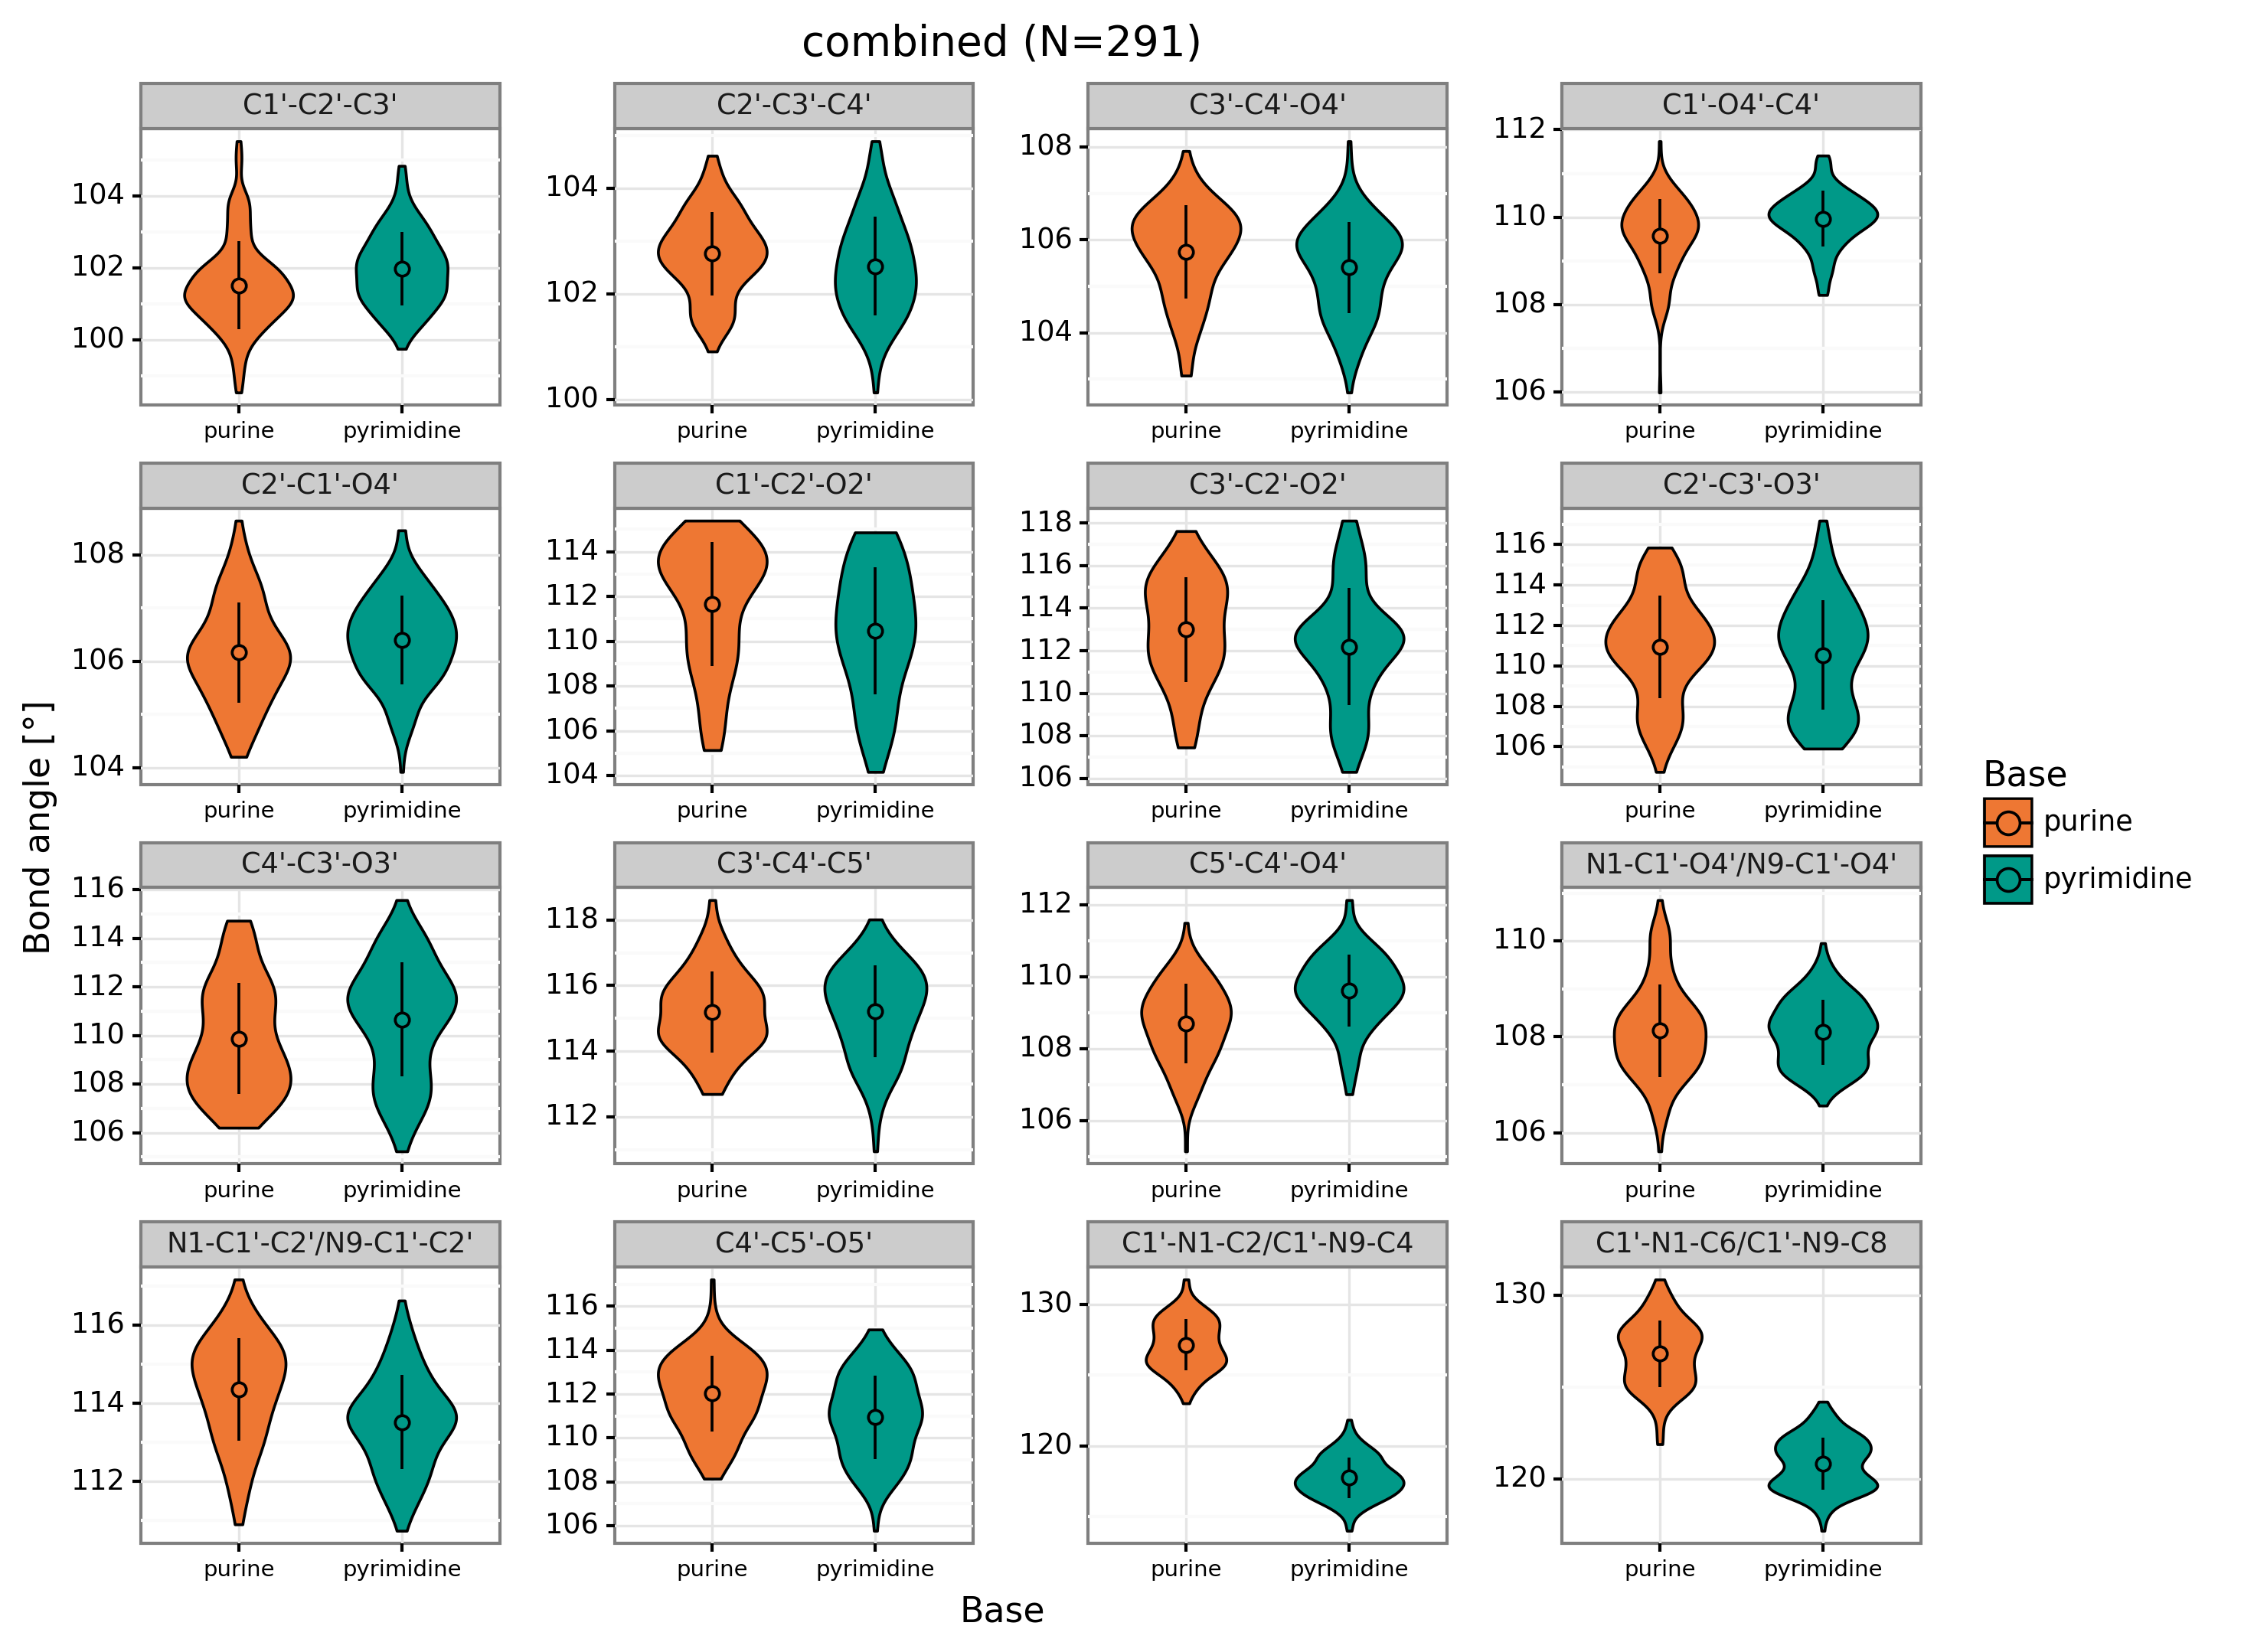 combined (N=291)
C1'-C2'-C3'
C2'-C3'-C4'
C3'-C4'-O4'
C1'-O4'-C4'
104
102
100
104
102
100
108
106
104
112
110
108
106
purine pyrimidine
purine pyrimidine
purine pyrimidine
purine pyrimidine
C2'-C1'-O4'
C1'-C2'-O2'
C3'-C2'-O2'
C2'-C3'-O3'
108
106
104
114
112
110
108
106
104
118
116
114
112
110
108
106
116
114
112
110
108
106
purine pyrimidine
purine pyrimidine
purine pyrimidine
purine pyrimidine
C4'-C3'-O3'
C3'-C4'-C5'
C5'-C4'-O4'
N1-C1'-O4'/N9-C1'-O4'
116
114
112
110
108
106
118
116
114
112
112
110
108
106
110
108
106
purine pyrimidine
purine pyrimidine
purine pyrimidine
purine pyrimidine
N1-C1'-C2'/N9-C1'-C2'
C4'-C5'-O5'
C1'-N1-C2/C1'-N9-C4
C1'-N1-C6/C1'-N9-C8
116
114
112
116
114
112
110
108
106
130
120
130
120
purine pyrimidine
purine pyrimidine
purine pyrimidine
purine pyrimidine
Base
Bond angle [°]
Base
purine
pyrimidine